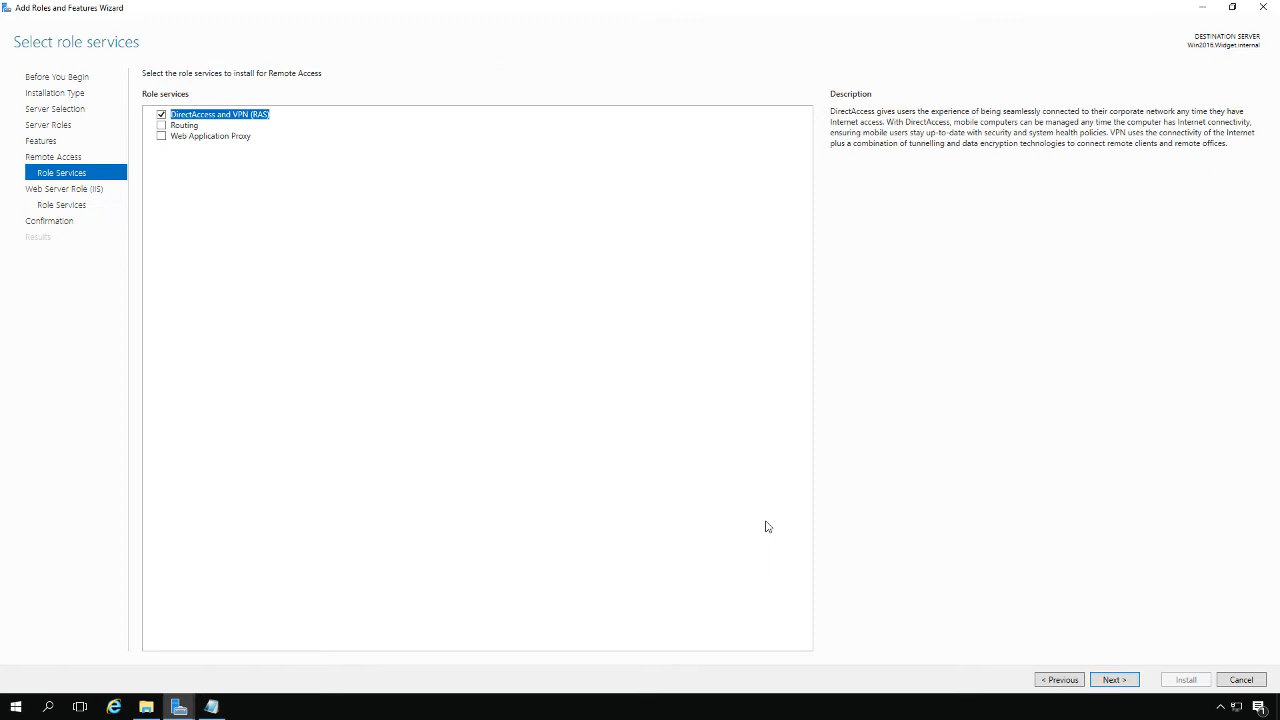 Add Roles and Features Wizard
Select role services
DESTINATION SERVER
Win2016.Widget.internal
Before You Begin
Installation Type
Server Selection
Server Roles
Features
Remote Access
Role Services
Web Server Role (IIS)
Role Services
Confirmation
Results
Select the role services to install for Remote Access
Role services
DirectAccess and VPN (RAS)
Routing
Web Application Proxy
Description
DirectAccess gives users the experience of being seamlessly connected to their corporate network any time they have
Internet access. With DirectAccess, mobile computers can be managed any time the computer has Internet connectivity,
ensuring mobile users stay up-to-date with security and system health policies. VPN uses the connectivity of the Internet
plus a combination of tunnelling and data encryption technologies to connect remote clients and remote offices.
< Previous
Next >
Install
Cancel